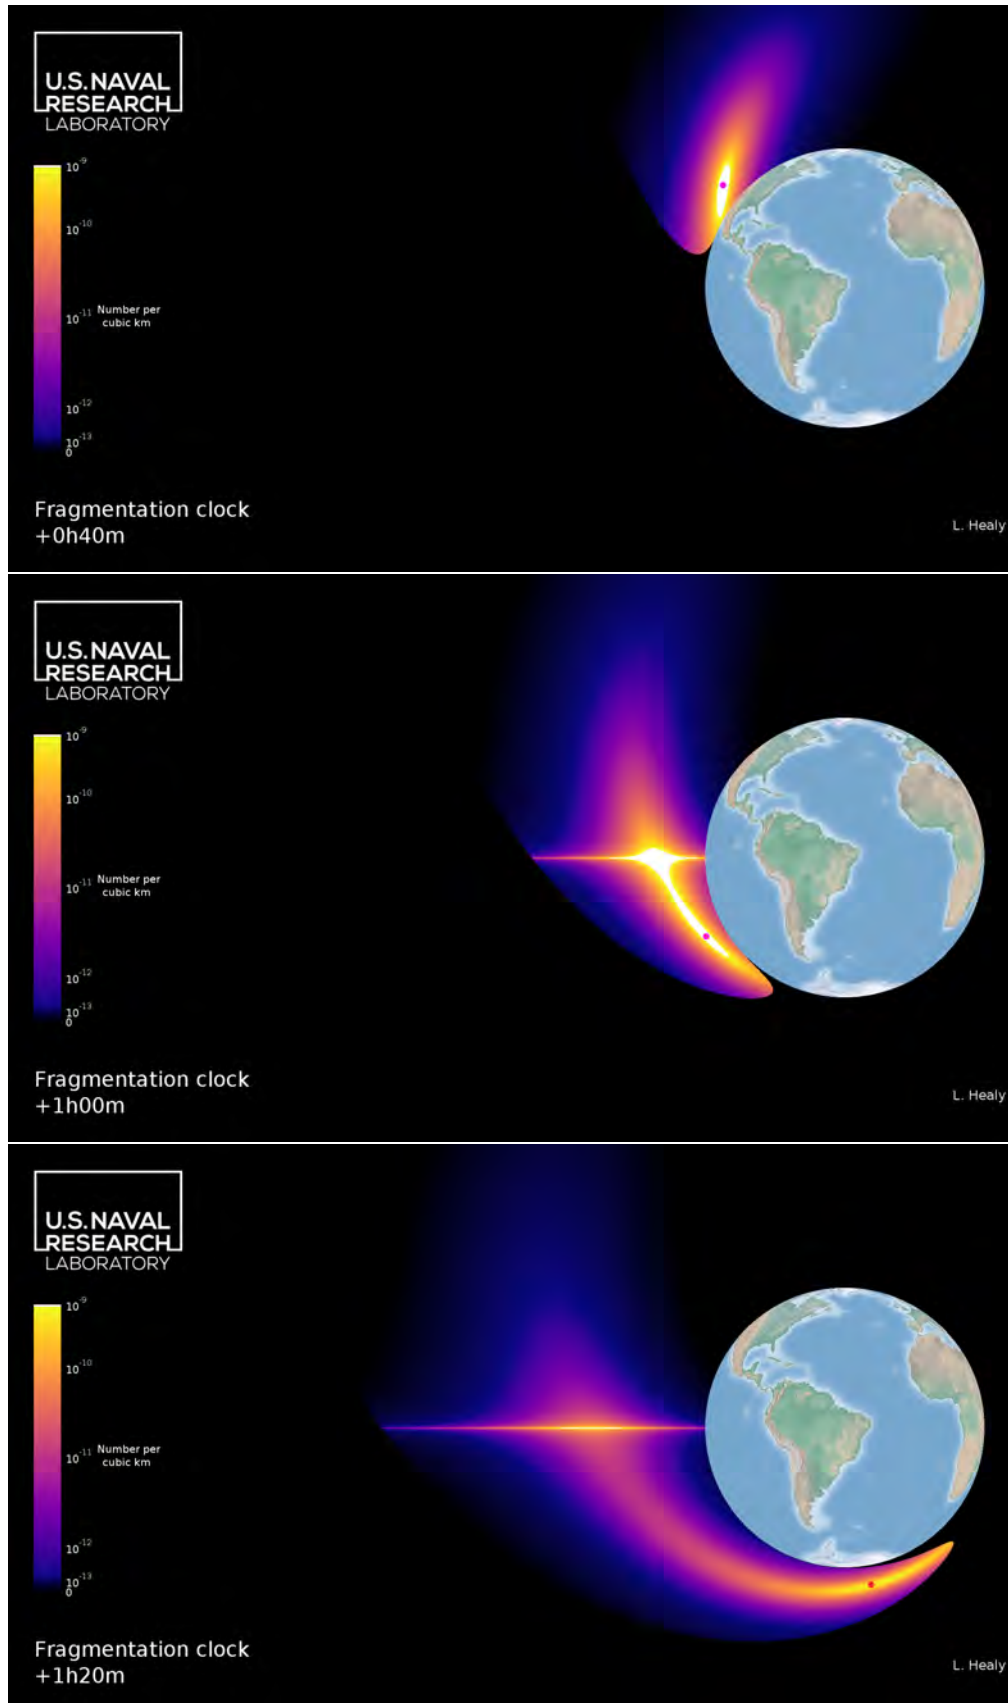 U.S. NAVAL
RESEARCH
LABORATORY
10⁻⁹
10⁻¹⁰
10⁻¹¹
Number per
cubic km
10⁻¹²
10⁻¹³
0
Fragmentation clock
+0h40m
L. Healy
U.S. NAVAL
RESEARCH
LABORATORY
10⁻⁹
10⁻¹⁰
10⁻¹¹
Number per
cubic km
10⁻¹²
10⁻¹³
0
Fragmentation clock
+1h00m
L. Healy
U.S. NAVAL
RESEARCH
LABORATORY
10⁻⁹
10⁻¹⁰
10⁻¹¹
Number per
cubic km
10⁻¹²
10⁻¹³
0
Fragmentation clock
+1h20m
L. Healy